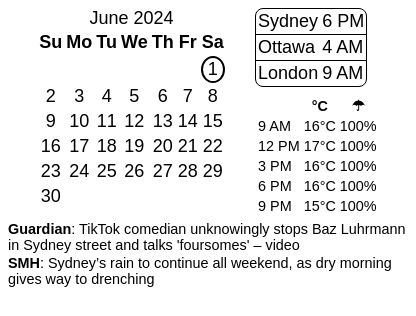 June 2024
Su Mo Tu We Th Fr Sa
1
2 3 4 5 6 7 8
9 10 11 12 13 14 15
16 17 18 19 20 21 22
23 24 25 26 27 28 29
30
Sydney 6 PM
Ottawa 4 AM
London 9 AM
°C ☂
9 AM 16°C 100%
12 PM 17°C 100%
3 PM 16°C 100%
6 PM 16°C 100%
9 PM 15°C 100%
Guardian: TikTok comedian unknowingly stops Baz Luhrmann
in Sydney street and talks 'foursomes' – video
SMH: Sydney’s rain to continue all weekend, as dry morning
gives way to drenching